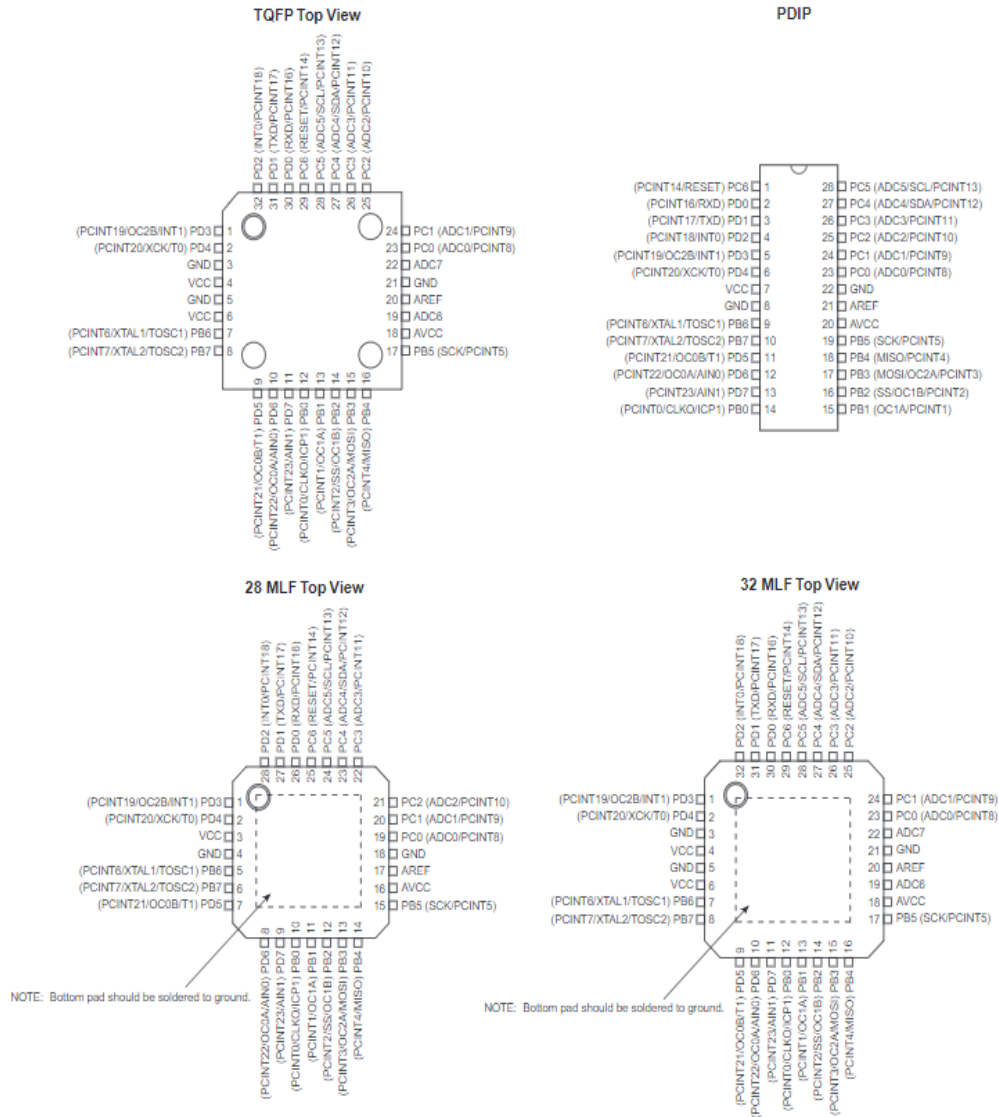 TQFP Top View
PD2 (INT0/PCINT18)
PD1 (TXD/PCINT17)
PD0 (RXD/PCINT16)
PC6 (RESET/PCINT14)
PC5 (ADC5/SCL/PCINT13)
PC4 (ADC4/SDA/PCINT12)
PC3 (ADC3/PCINT11)
PC2 (ADC2/PCINT10)
32
31
30
29
28
27
26
25
(PCINT19/OC2B/INT1) PD3 1
(PCINT20/XCK/T0) PD4 2
GND 3
VCC 4
GND 5
VCC 6
(PCINT6/XTAL1/TOSC1) PB6 7
(PCINT7/XTAL2/TOSC2) PB7 8
24 PC1 (ADC1/PCINT9)
23 PC0 (ADC0/PCINT8)
22 ADC7
21 GND
20 AREF
19 ADC6
18 AVCC
17 PB5 (SCK/PCINT5)
9
10
11
12
13
14
15
16
(PCINT21/OC0B/T1) PD5
(PCINT22/OC0A/AIN0) PD6
(PCINT23/AIN1) PD7
(PCINT0/CLKO/ICP1) PB0
(PCINT1/OC1A) PB1
(PCINT2/SS/OC1B) PB2
(PCINT3/OC2A/MOSI) PB3
(PCINT4/MISO) PB4
PDIP
(PCINT14/RESET) PC6 1
(PCINT16/RXD) PD0 2
(PCINT17/TXD) PD1 3
(PCINT18/INT0) PD2 4
(PCINT19/OC2B/INT1) PD3 5
(PCINT20/XCK/T0) PD4 6
VCC 7
GND 8
(PCINT6/XTAL1/TOSC1) PB6 9
(PCINT7/XTAL2/TOSC2) PB7 10
(PCINT21/OC0B/T1) PD5 11
(PCINT22/OC0A/AIN0) PD6 12
(PCINT23/AIN1) PD7 13
(PCINT0/CLKO/ICP1) PB0 14
28 PC5 (ADC5/SCL/PCINT13)
27 PC4 (ADC4/SDA/PCINT12)
26 PC3 (ADC3/PCINT11)
25 PC2 (ADC2/PCINT10)
24 PC1 (ADC1/PCINT9)
23 PC0 (ADC0/PCINT8)
22 GND
21 AREF
20 AVCC
19 PB5 (SCK/PCINT5)
18 PB4 (MISO/PCINT4)
17 PB3 (MOSI/OC2A/PCINT3)
16 PB2 (SS/OC1B/PCINT2)
15 PB1 (OC1A/PCINT1)
28 MLF Top View
PD2 (INT0/PCINT18)
PD1 (TXD/PCINT17)
PD0 (RXD/PCINT16)
PC6 (RESET/PCINT14)
PC5 (ADC5/SCL/PCINT13)
PC4 (ADC4/SDA/PCINT12)
PC3 (ADC3/PCINT11)
28
27
26
25
24
23
22
(PCINT19/OC2B/INT1) PD3 1
(PCINT20/XCK/T0) PD4 2
VCC 3
GND 4
(PCINT6/XTAL1/TOSC1) PB6 5
(PCINT7/XTAL2/TOSC2) PB7 6
(PCINT21/OC0B/T1) PD5 7
21 PC2 (ADC2/PCINT10)
20 PC1 (ADC1/PCINT9)
19 PC0 (ADC0/PCINT8)
18 GND
17 AREF
16 AVCC
15 PB5 (SCK/PCINT5)
8
9
10
11
12
13
14
(PCINT22/OC0A/AIN0) PD6
(PCINT23/AIN1) PD7
(PCINT0/CLKO/ICP1) PB0
(PCINT1/OC1A) PB1
(PCINT2/SS/OC1B) PB2
(PCINT3/OC2A/MOSI) PB3
(PCINT4/MISO) PB4
NOTE: Bottom pad should be soldered to ground.
32 MLF Top View
PD2 (INT0/PCINT18)
PD1 (TXD/PCINT17)
PD0 (RXD/PCINT16)
PC6 (RESET/PCINT14)
PC5 (ADC5/SCL/PCINT13)
PC4 (ADC4/SDA/PCINT12)
PC3 (ADC3/PCINT11)
PC2 (ADC2/PCINT10)
32
31
30
29
28
27
26
25
(PCINT19/OC2B/INT1) PD3 1
(PCINT20/XCK/T0) PD4 2
GND 3
VCC 4
GND 5
VCC 6
(PCINT6/XTAL1/TOSC1) PB6 7
(PCINT7/XTAL2/TOSC2) PB7 8
24 PC1 (ADC1/PCINT9)
23 PC0 (ADC0/PCINT8)
22 ADC7
21 GND
20 AREF
19 ADC6
18 AVCC
17 PB5 (SCK/PCINT5)
9
10
11
12
13
14
15
16
(PCINT21/OC0B/T1) PD5
(PCINT22/OC0A/AIN0) PD6
(PCINT23/AIN1) PD7
(PCINT0/CLKO/ICP1) PB0
(PCINT1/OC1A) PB1
(PCINT2/SS/OC1B) PB2
(PCINT3/OC2A/MOSI) PB3
(PCINT4/MISO) PB4
NOTE: Bottom pad should be soldered to ground.